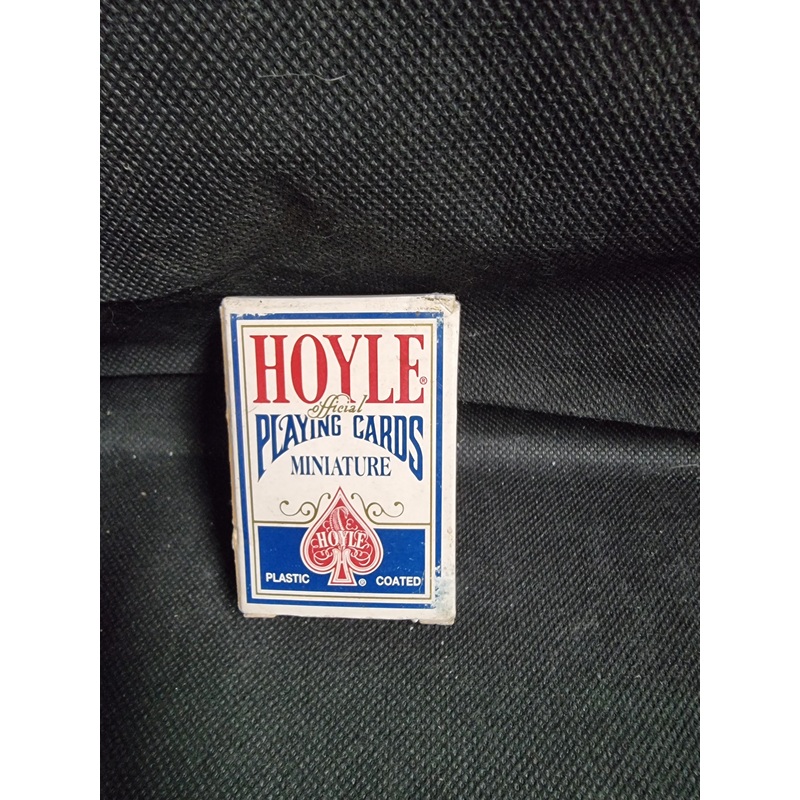 HOYLE®
official
PLAYING CARDS
MINIATURE
HOYLE
PLASTIC ® COATED